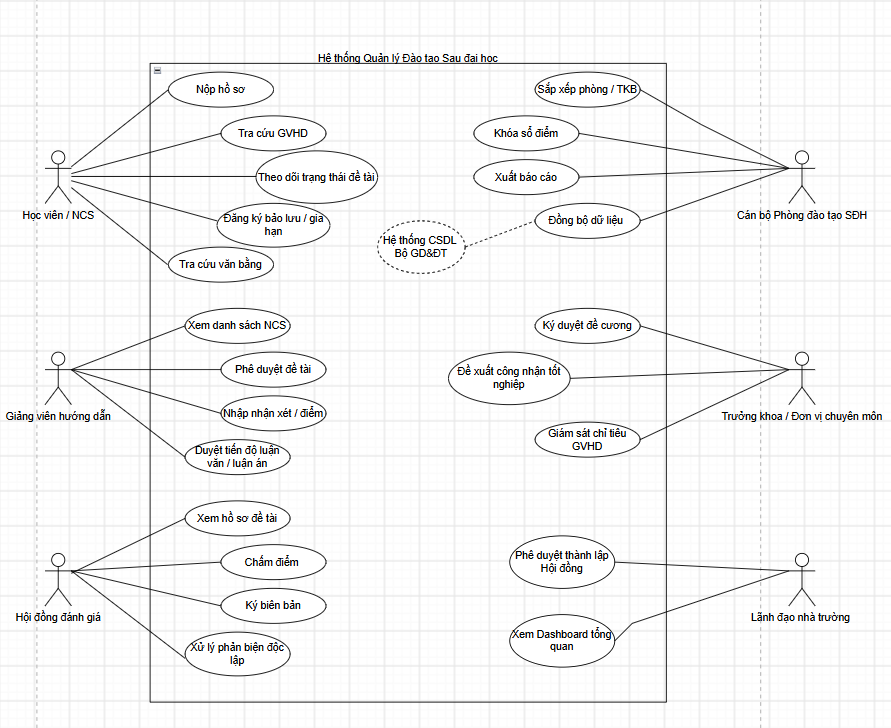 Hệ thống Quản lý Đào tạo Sau đại học
Nộp hồ sơ
Tra cứu GVHD
Theo dõi trạng thái đề tài
Đăng ký bảo lưu / gia
hạn
Tra cứu văn bằng
Học viên / NCS
Sắp xếp phòng / TKB
Khóa sổ điểm
Xuất báo cáo
Đồng bộ dữ liệu
Hệ thống CSDL
Bộ GD&ĐT
Cán bộ Phòng đào tạo SĐH
Xem danh sách NCS
Phê duyệt đề tài
Nhập nhận xét / điểm
Duyệt tiến độ luận
văn / luận án
Giảng viên hướng dẫn
Ký duyệt đề cương
Đề xuất công nhận tốt
nghiệp
Giám sát chỉ tiêu
GVHD
Trưởng khoa / Đơn vị chuyên môn
Xem hồ sơ đề tài
Chấm điểm
Ký biên bản
Xử lý phản biện độc
lập
Hội đồng đánh giá
Phê duyệt thành lập
Hội đồng
Xem Dashboard tổng
quan
Lãnh đạo nhà trường